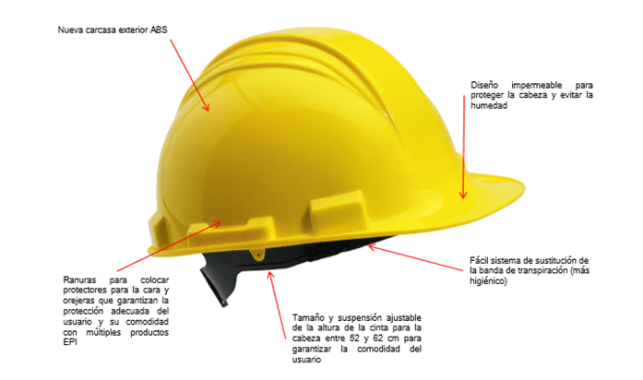 Nueva carcasa exterior ABS
Diseño impermeable para
proteger la cabeza y evitar la
humedad
Fácil sistema de sustitución de
la banda de transpiración (más
higiénico)
Ranuras para colocar
protectores para la cara y
orejeras que garantizan la
protección adecuada del
usuario y su comodidad
con múltiples productos
EPI
Tamaño y suspensión ajustable
de la altura de la cinta para la
cabeza entre 52 y 62 cm para
garantizar la comodidad del
usuario